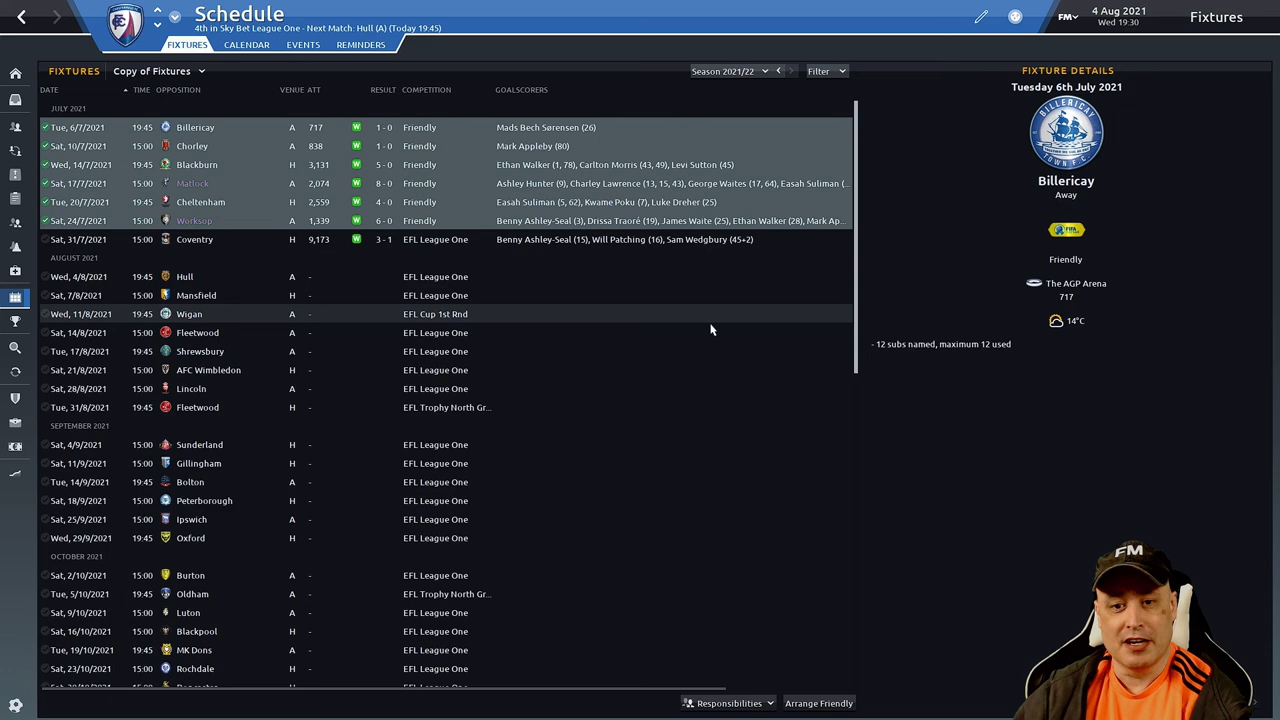 Schedule
4th in Sky Bet League One - Next Match: Hull (A) (Today 19:45)
FM
4 Aug 2021
Wed 19:30
Fixtures
FIXTURES CALENDAR EVENTS REMINDERS
FIXTURES Copy of Fixtures Season 2021/22 Filter
DATE TIME OPPOSITION VENUE ATT RESULT COMPETITION GOALSCORERS
JULY 2021
Tue, 6/7/2021 19:45 Billericay A 717 W 1 - 0 Friendly Mads Bech Sørensen (26)
Sat, 10/7/2021 15:00 Chorley A 838 W 1 - 0 Friendly Mark Appleby (80)
Wed, 14/7/2021 19:45 Blackburn H 3,131 W 5 - 0 Friendly Ethan Walker (1, 78), Carlton Morris (43, 49), Levi Sutton (45)
Sat, 17/7/2021 15:00 Matlock A 2,074 W 8 - 0 Friendly Ashley Hunter (9), Charley Lawrence (13, 15, 43), George Waites (17, 64), Easah Suliman (...
Tue, 20/7/2021 19:45 Cheltenham H 2,559 W 4 - 0 Friendly Easah Suliman (5, 62), Kwame Poku (7), Luke Dreher (25)
Sat, 24/7/2021 15:00 Worksop A 1,339 W 6 - 0 Friendly Benny Ashley-Seal (3), Drissa Traoré (19), James Waite (25), Ethan Walker (28), Mark Ap...
Sat, 31/7/2021 15:00 Coventry H 9,173 W 3 - 1 EFL League One Benny Ashley-Seal (15), Will Patching (16), Sam Wedgbury (45+2)
AUGUST 2021
Wed, 4/8/2021 19:45 Hull A - EFL League One
Sat, 7/8/2021 15:00 Mansfield H - EFL League One
Wed, 11/8/2021 19:45 Wigan A - EFL Cup 1st Rnd
Sat, 14/8/2021 15:00 Fleetwood A - EFL League One
Tue, 17/8/2021 19:45 Shrewsbury A - EFL League One
Sat, 21/8/2021 15:00 AFC Wimbledon H - EFL League One
Sat, 28/8/2021 15:00 Lincoln A - EFL League One
Tue, 31/8/2021 19:45 Fleetwood H - EFL Trophy North Gr...
SEPTEMBER 2021
Sat, 4/9/2021 15:00 Sunderland H - EFL League One
Sat, 11/9/2021 15:00 Gillingham H - EFL League One
Tue, 14/9/2021 19:45 Bolton A - EFL League One
Sat, 18/9/2021 15:00 Peterborough H - EFL League One
Sat, 25/9/2021 15:00 Ipswich A - EFL League One
Wed, 29/9/2021 19:45 Oxford H - EFL League One
OCTOBER 2021
Sat, 2/10/2021 15:00 Burton A - EFL League One
Tue, 5/10/2021 19:45 Oldham A - EFL Trophy North Gr...
Sat, 9/10/2021 15:00 Luton A - EFL League One
Sat, 16/10/2021 15:00 Blackpool H - EFL League One
Tue, 19/10/2021 19:45 MK Dons A - EFL League One
Sat, 23/10/2021 15:00 Rochdale H - EFL League One
Responsibilities Arrange Friendly
FIXTURE DETAILS
Tuesday 6th July 2021
Billericay
Away
Friendly
The AGP Arena
717
14°C
- 12 subs named, maximum 12 used
FM